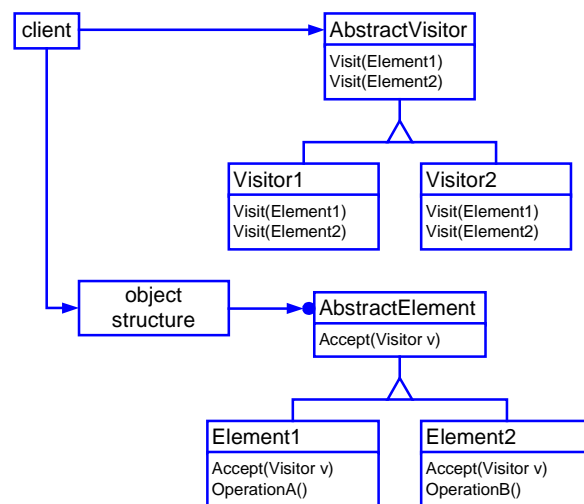 client
AbstractVisitor
Visit(Element1)
Visit(Element2)
Visitor1
Visit(Element1)
Visit(Element2)
Visitor2
Visit(Element1)
Visit(Element2)
object
structure
AbstractElement
Accept(Visitor v)
Element1
Accept(Visitor v)
OperationA()
Element2
Accept(Visitor v)
OperationB()